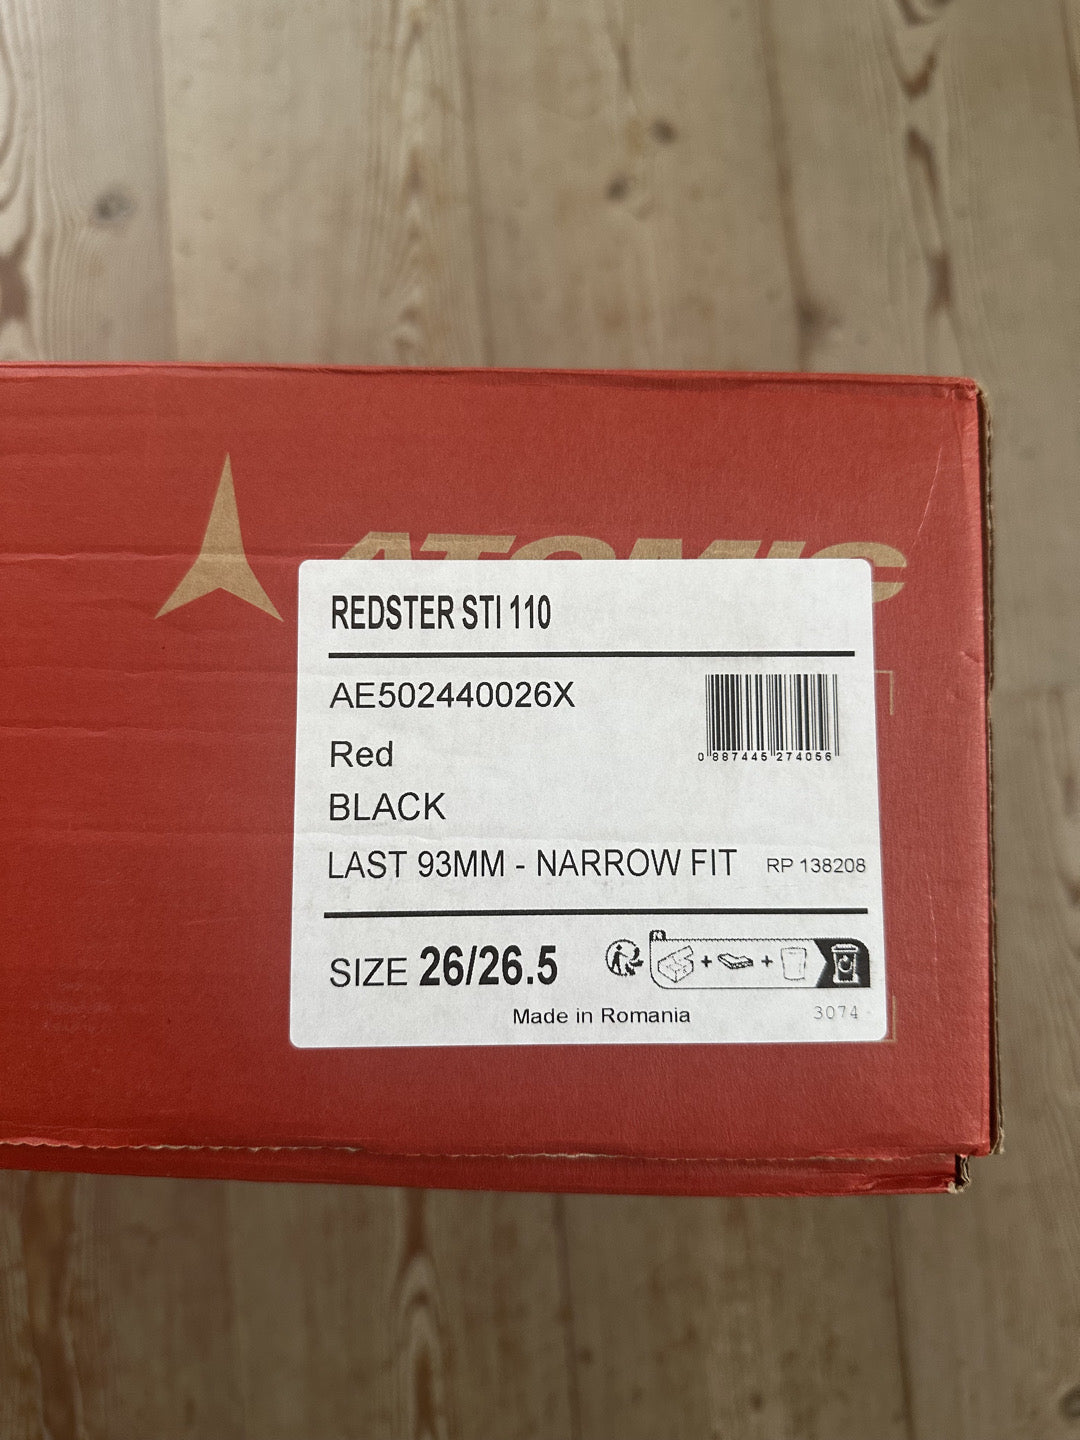 ATOMIC
REDSTER STI 110
AE502440026X
Red
0 887445 274056
BLACK
LAST 93MM - NARROW FIT RP 138208
SIZE 26/26.5
Made in Romania 3074